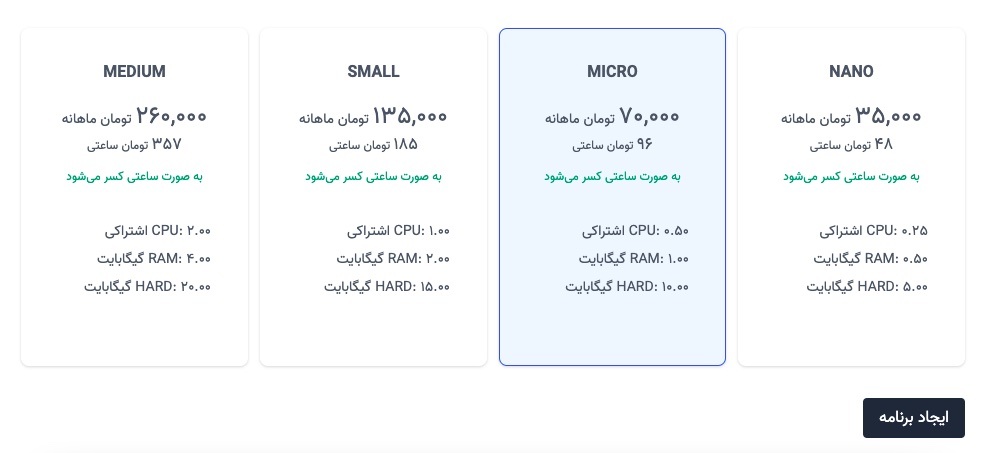 NANO
۳۵,۰۰۰ تومان ماهانه
۴۸ تومان ساعتی
به صورت ساعتی کسر می‌شود
CPU: ۰.۲۵ اشتراکی
RAM: ۰.۵۰ گیگابایت
HARD: ۵.۰۰ گیگابایت
MICRO
۷۰,۰۰۰ تومان ماهانه
۹۶ تومان ساعتی
به صورت ساعتی کسر می‌شود
CPU: ۰.۵۰ اشتراکی
RAM: ۱.۰۰ گیگابایت
HARD: ۱۰.۰۰ گیگابایت
SMALL
۱۳۵,۰۰۰ تومان ماهانه
۱۸۵ تومان ساعتی
به صورت ساعتی کسر می‌شود
CPU: ۱.۰۰ اشتراکی
RAM: ۲.۰۰ گیگابایت
HARD: ۱۵.۰۰ گیگابایت
MEDIUM
۲۶۰,۰۰۰ تومان ماهانه
۳۵۷ تومان ساعتی
به صورت ساعتی کسر می‌شود
CPU: ۲.۰۰ اشتراکی
RAM: ۴.۰۰ گیگابایت
HARD: ۲۰.۰۰ گیگابایت
ایجاد برنامه